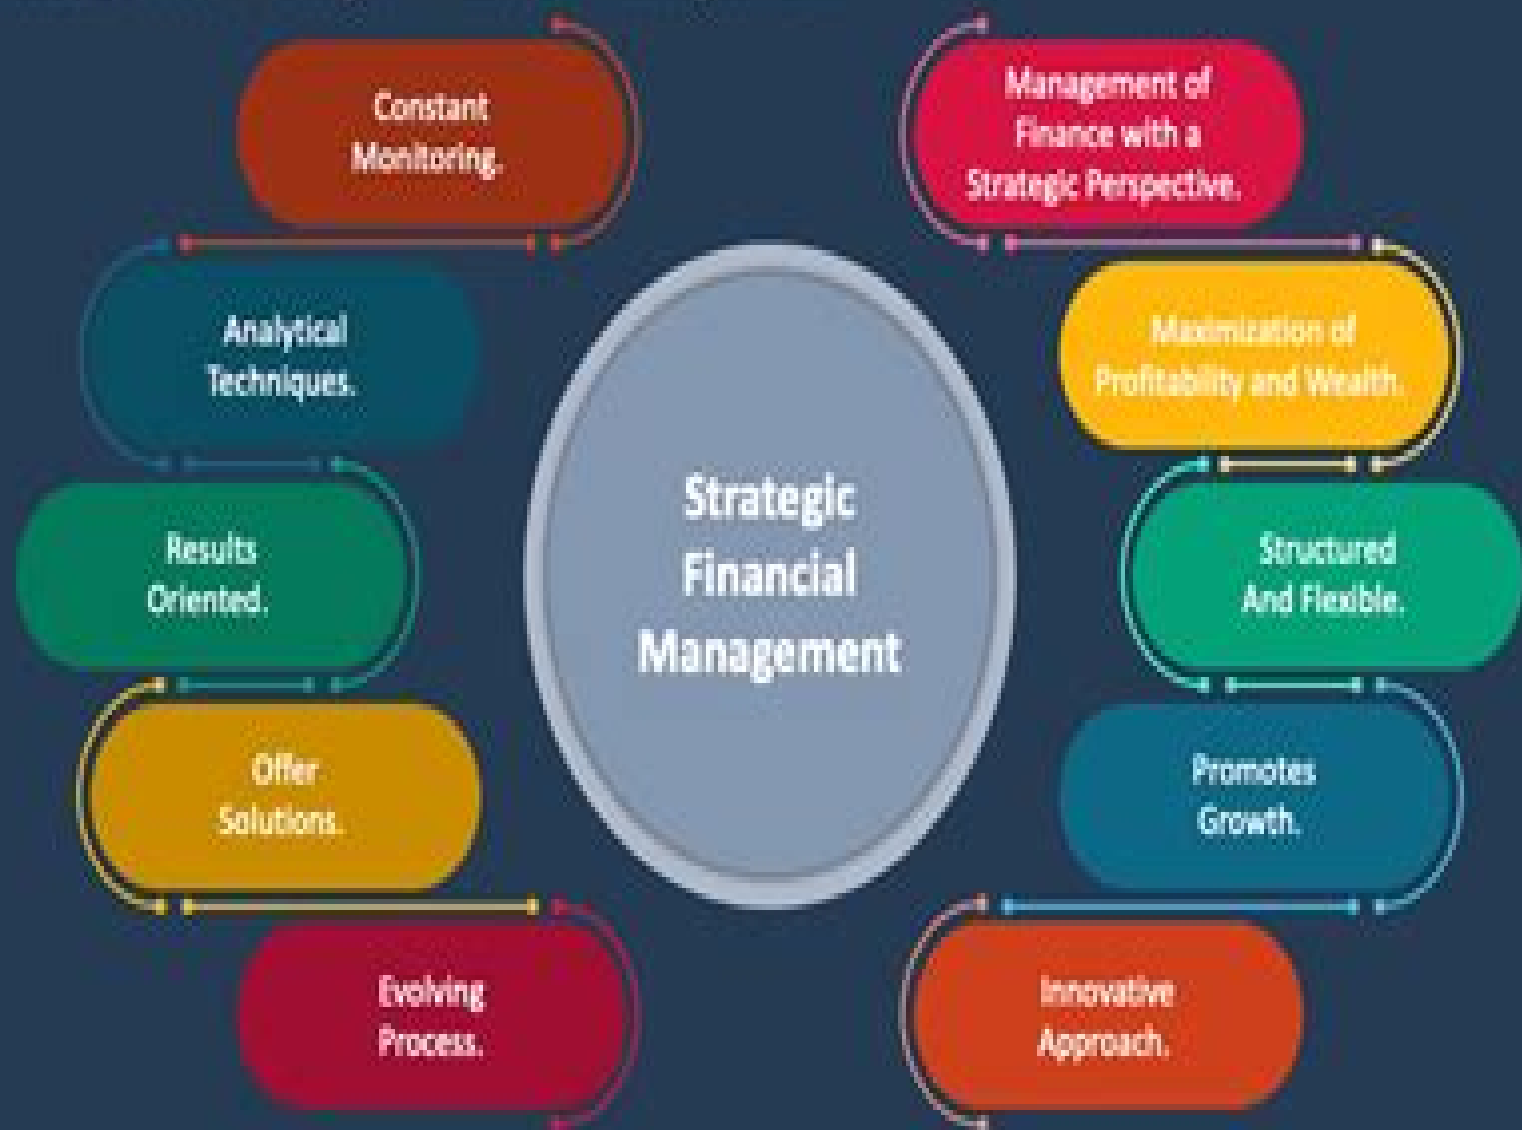 Constant
Monitoring.
Management of
Finance with a
Strategic Perspective.
Analytical
Techniques.
Maximization of
Profitability and Wealth.
Strategic
Financial
Management
Results
Oriented.
Structured
And Flexible.
Offer
Solutions.
Promotes
Growth.
Evolving
Process.
Innovative
Approach.